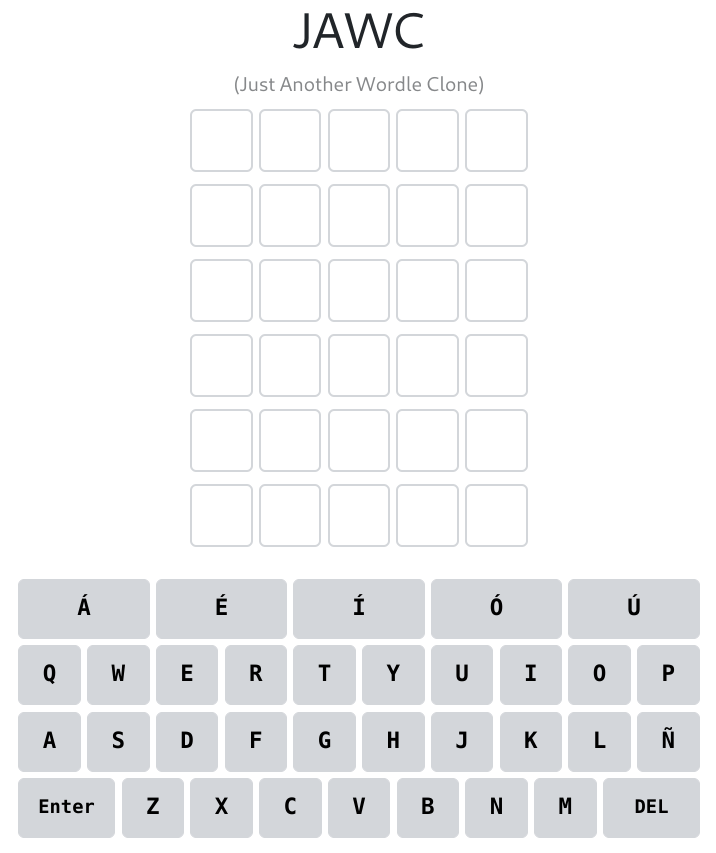 JAWC
(Just Another Wordle Clone)
Á É Í Ó Ú
Q W E R T Y U I O P
A S D F G H J K L Ñ
Enter Z X C V B N M DEL